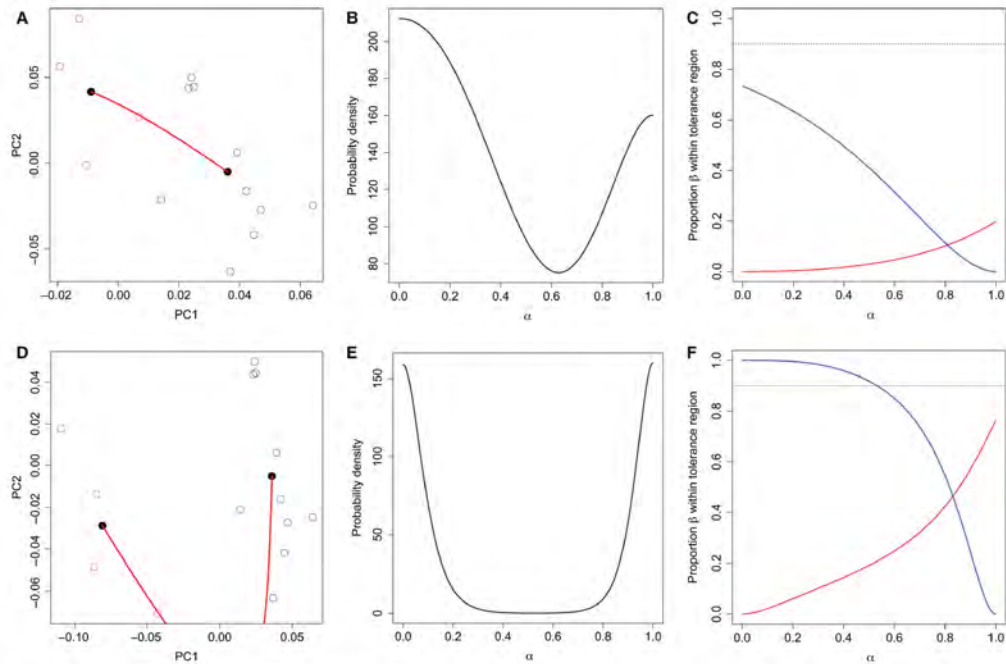 A
PC2
0.05
0.00
−0.05
−0.02 0.00 0.02 0.04 0.06
PC1
B
Probability density
200
180
160
140
120
100
80
0.0 0.2 0.4 0.6 0.8 1.0
α
C
Proportion β within tolerance region
1.0
0.8
0.6
0.4
0.2
0.0
0.0 0.2 0.4 0.6 0.8 1.0
α
D
PC2
0.04
0.02
0.00
−0.02
−0.04
−0.06
−0.10 −0.05 0.00 0.05
PC1
E
Probability density
150
100
50
0
0.0 0.2 0.4 0.6 0.8 1.0
α
F
Proportion β within tolerance region
1.0
0.8
0.6
0.4
0.2
0.0
0.0 0.2 0.4 0.6 0.8 1.0
α